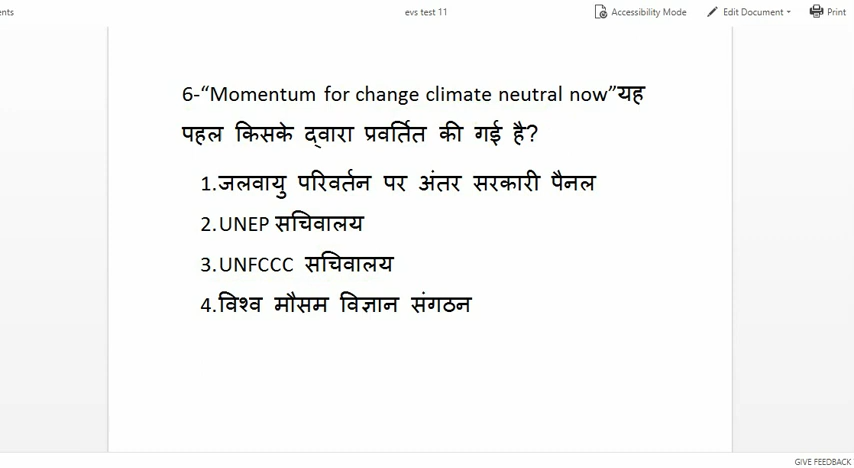 ents
evs test 11
Accessibility Mode
Edit Document
Print
6-“Momentum for change climate neutral now”यह
पहल किसके द्वारा प्रवर्तित की गई है?
1.जलवायु परिवर्तन पर अंतर सरकारी पैनल
2.UNEP सचिवालय
3.UNFCCC सचिवालय
4.विश्व मौसम विज्ञान संगठन
GIVE FEEDBACK